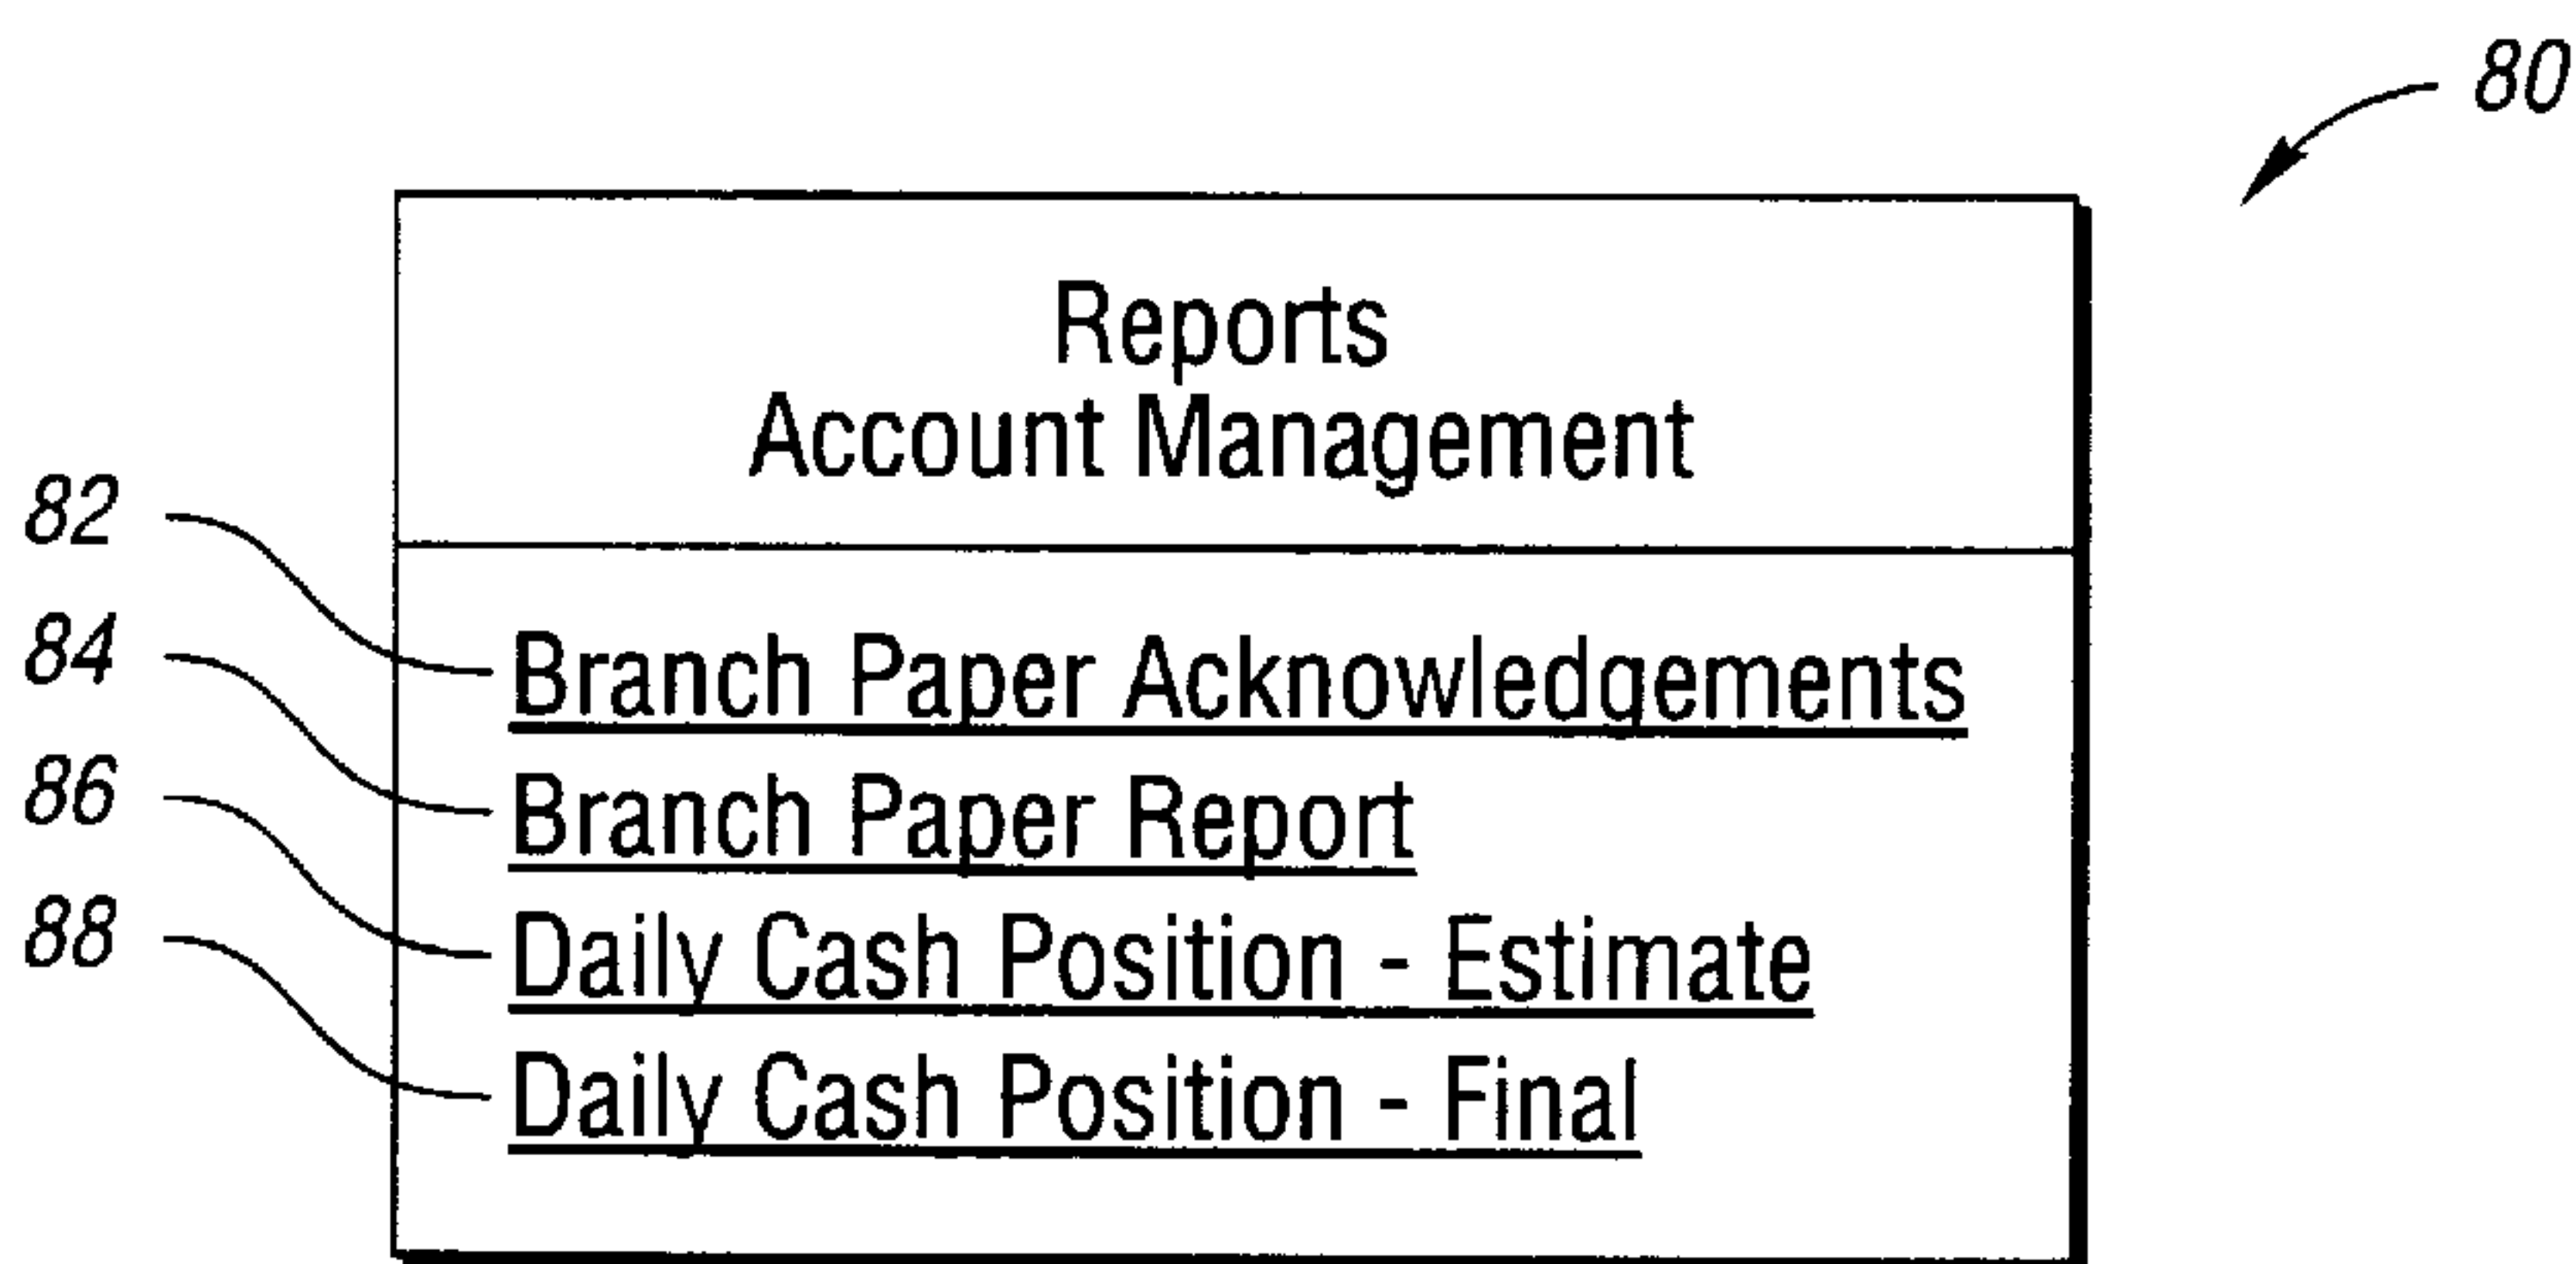 80
Reports
Account Management
82
Branch Paper Acknowledgements
84
Branch Paper Report
86
Daily Cash Position - Estimate
88
Daily Cash Position - Final